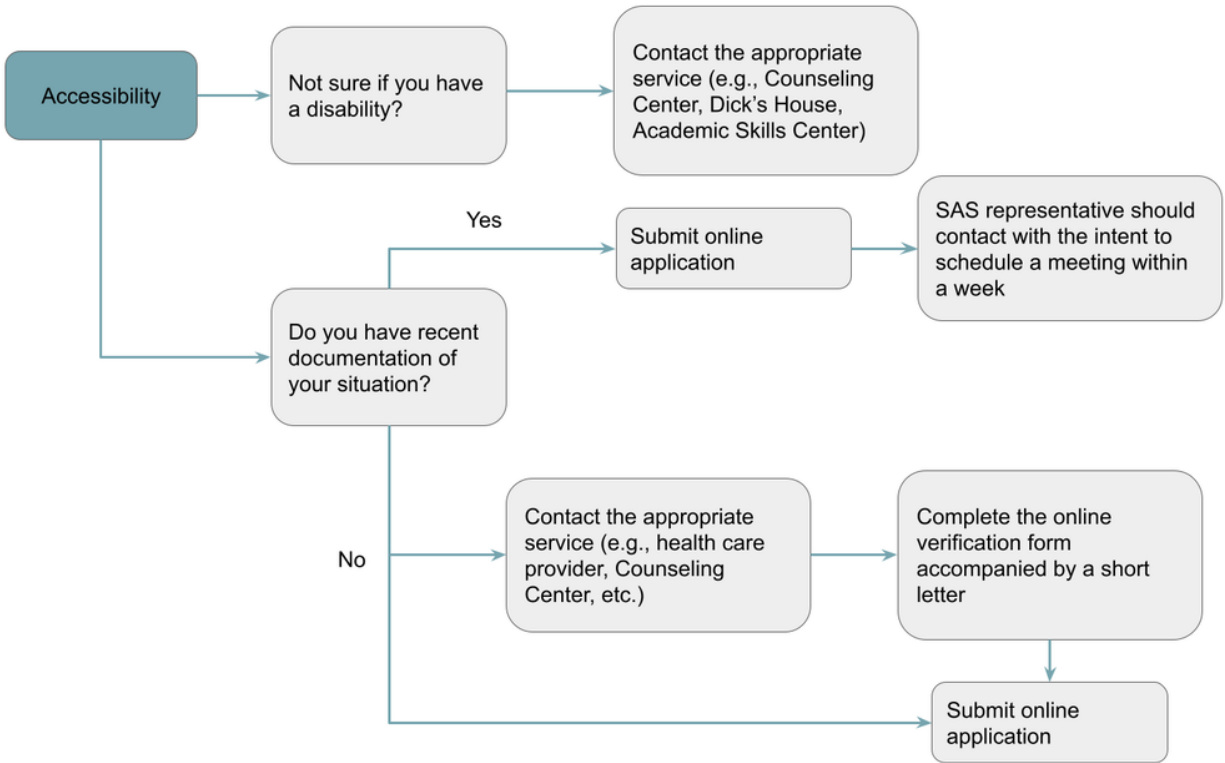 Accessibility
Not sure if you have
a disability?
Contact the appropriate
service (e.g., Counseling
Center, Dick's House,
Academic Skills Center)
Yes
Submit online
application
SAS representative should
contact with the intent to
schedule a meeting within
a week
Do you have recent
documentation of
your situation?
No
Contact the appropriate
service (e.g., health care
provider, Counseling
Center, etc.)
Complete the online
verification form
accompanied by a short
letter
Submit online
application